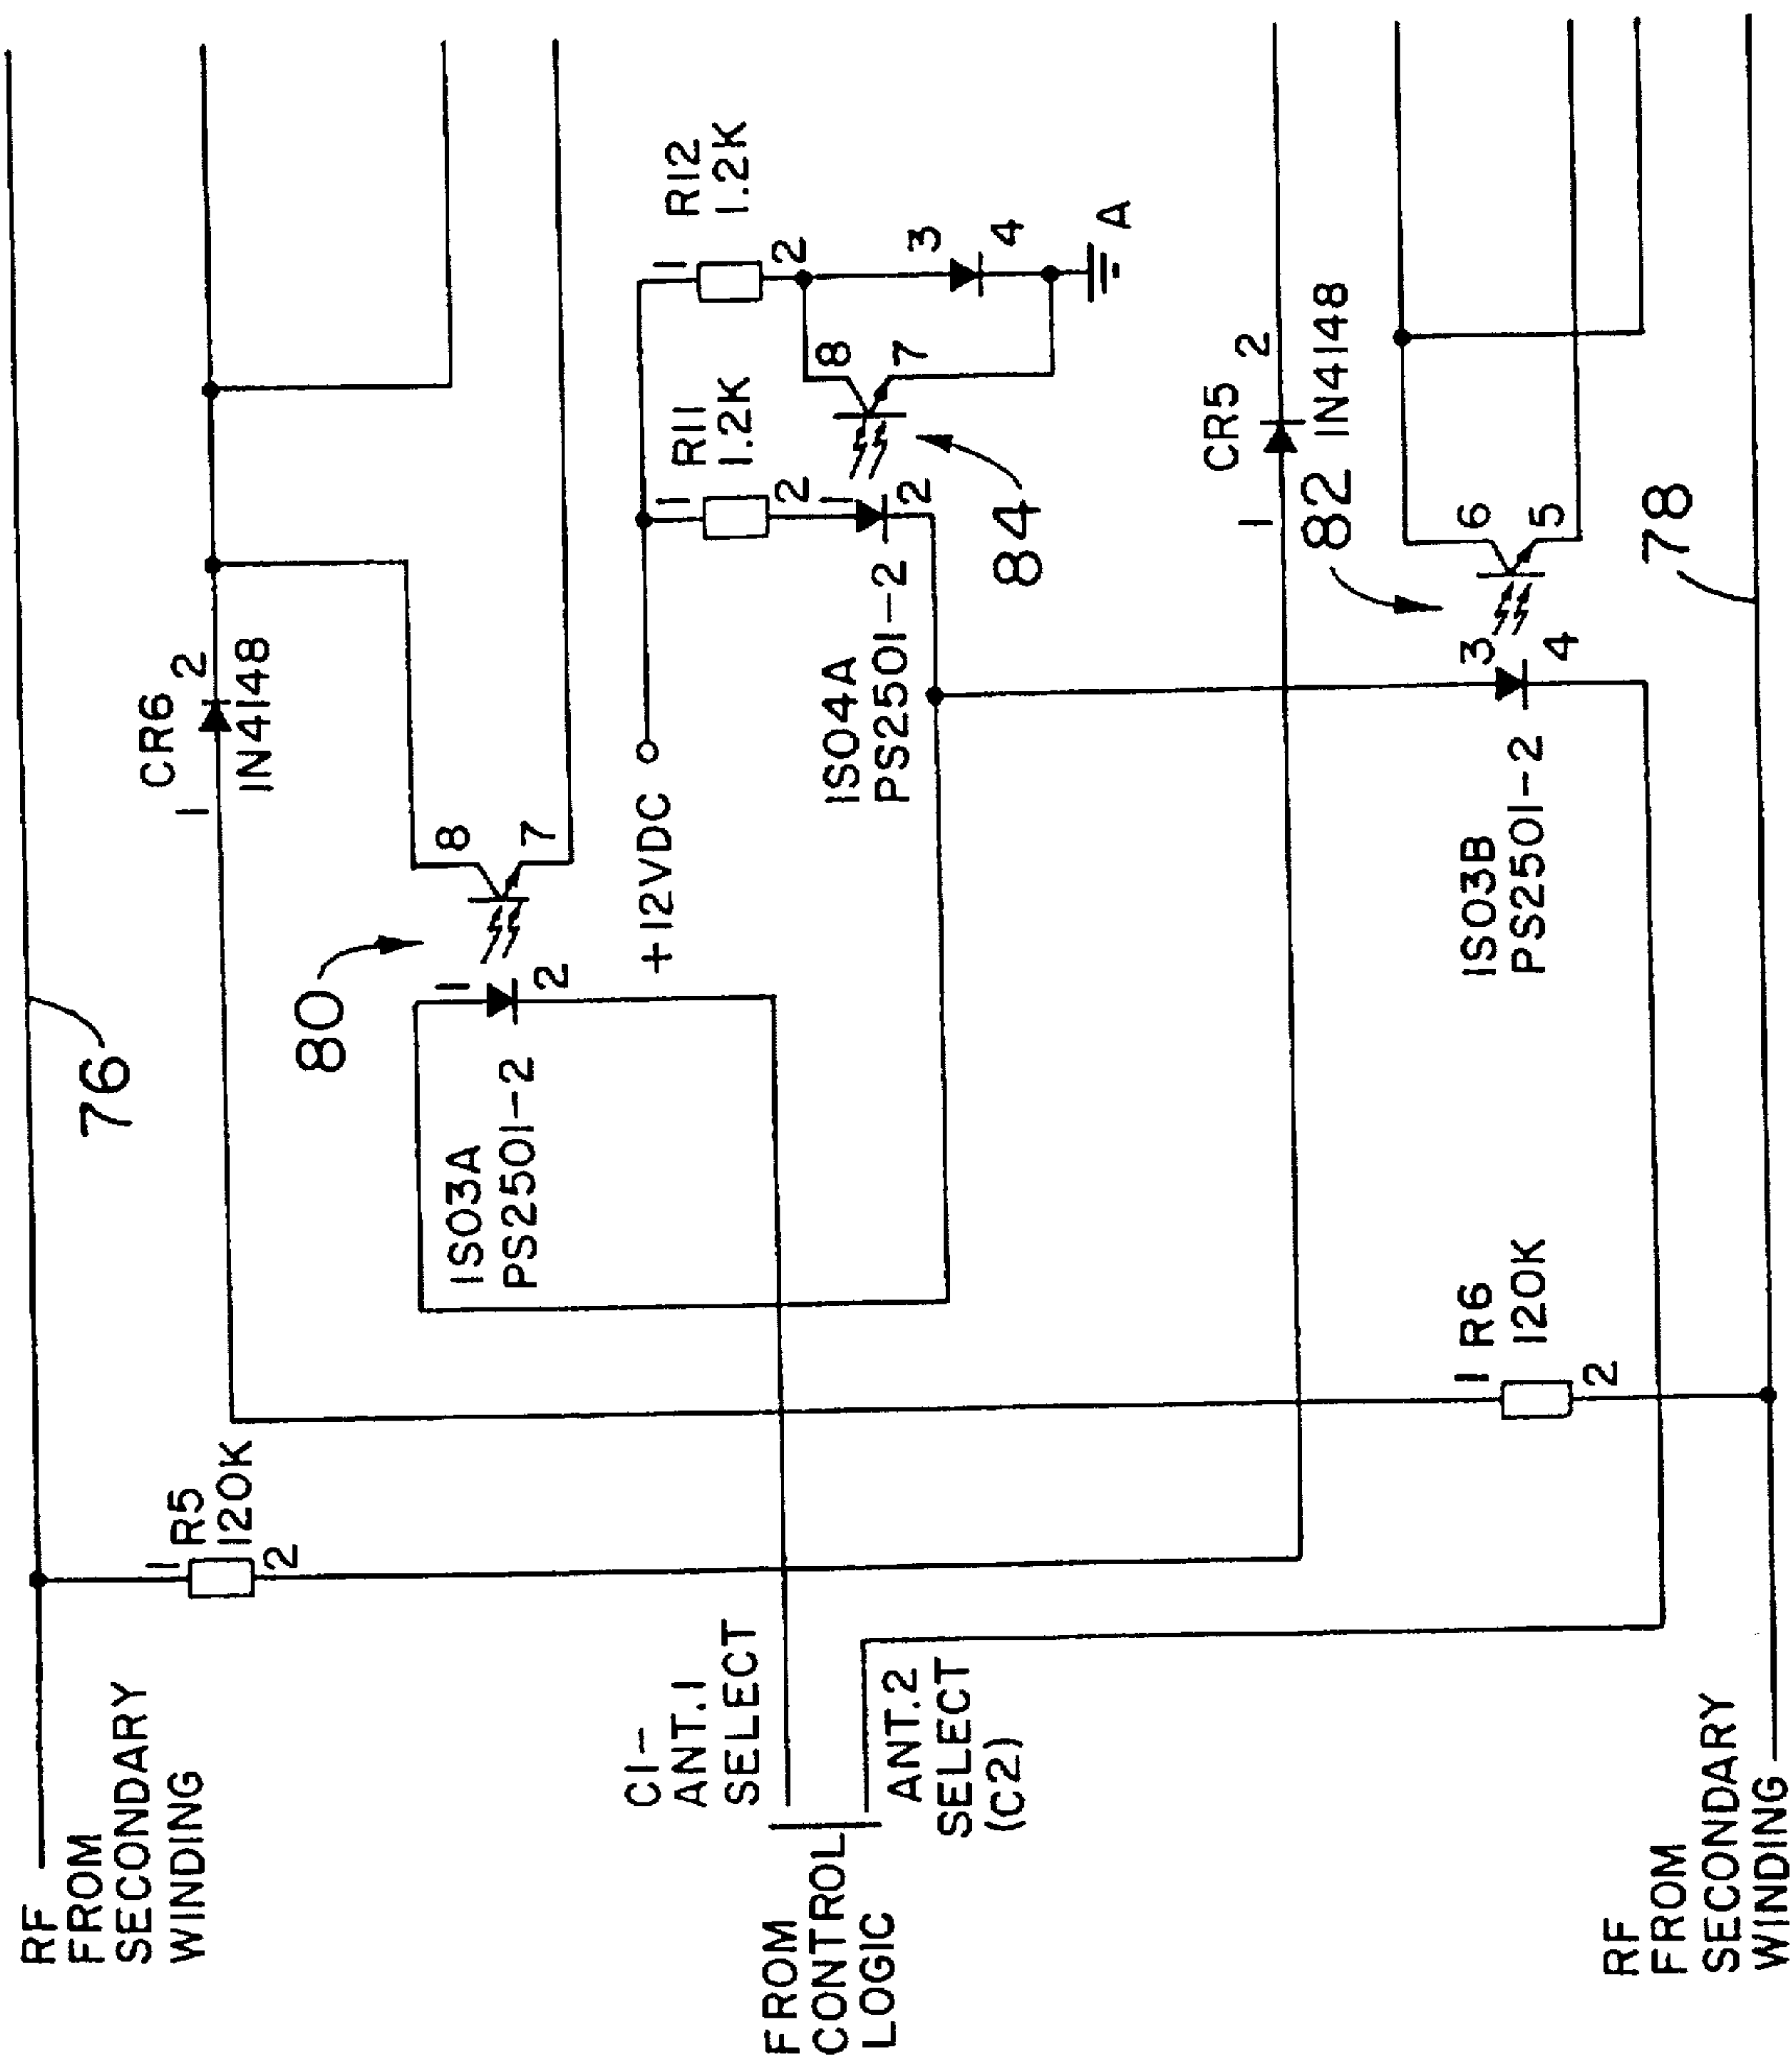 RF
FROM
SECONDARY
WINDING
76
R5
120K
1
2
CR6
1N4148
1
2
80
ISO3A
PS2501-2
1
2
8
7
C1-
ANT.1
SELECT
FROM
CONTROL
LOGIC
ANT.2
SELECT
(C2)
+12VDC
R11
1.2K
1
2
R12
1.2K
1
2
ISO4A
PS2501-2
1
2
8
7
3
4
A
84
CR5
1N4148
1
2
82
ISO3B
PS2501-2
3
4
6
5
R6
120K
1
2
78
RF
FROM
SECONDARY
WINDING